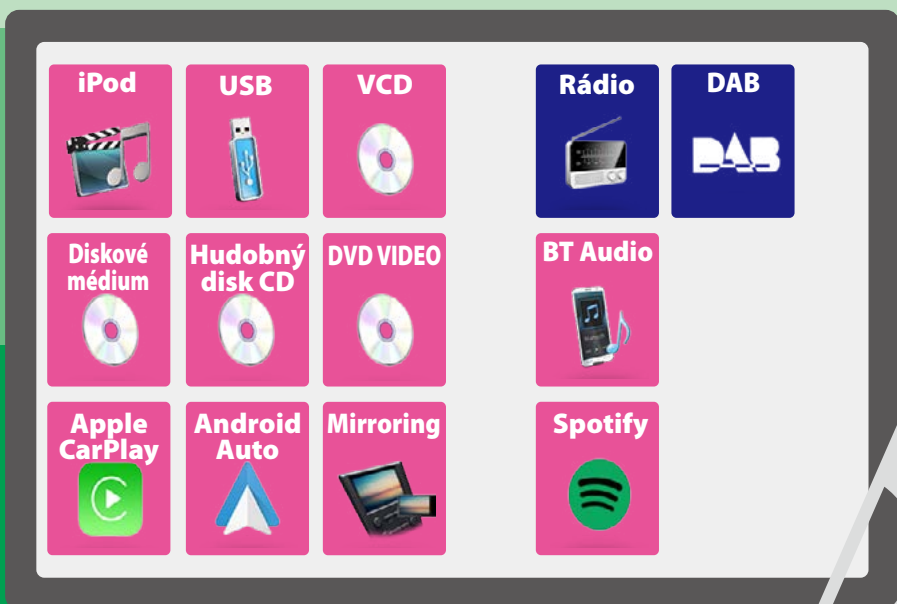 iPod
USB
VCD
Rádio
DAB
DAB
Diskové
médium
Hudobný
disk CD
DVD VIDEO
BT Audio
Apple
CarPlay
Android
Auto
Mirroring
Spotify